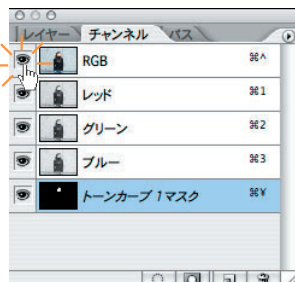 レイヤー チャンネル パス
RGB ⌘^
レッド ⌘1
グリーン ⌘2
ブルー ⌘3
トーンカーブ 1マスク ⌘¥